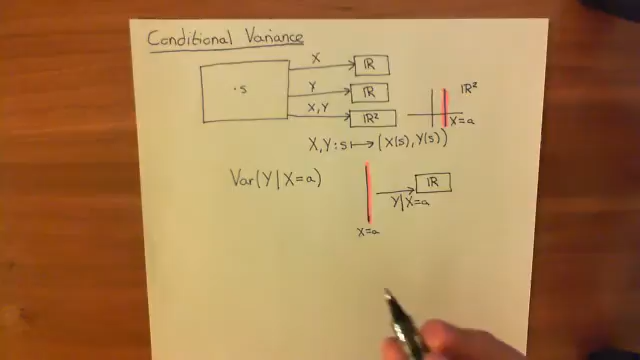 Conditional Variance
X
ℝ
·s
Y
ℝ
X,Y
ℝ²
ℝ²
X=a
X,Y: s ⟼ (X(s), Y(s))
Var(Y|X=a)
ℝ
Y|X=a
X=a